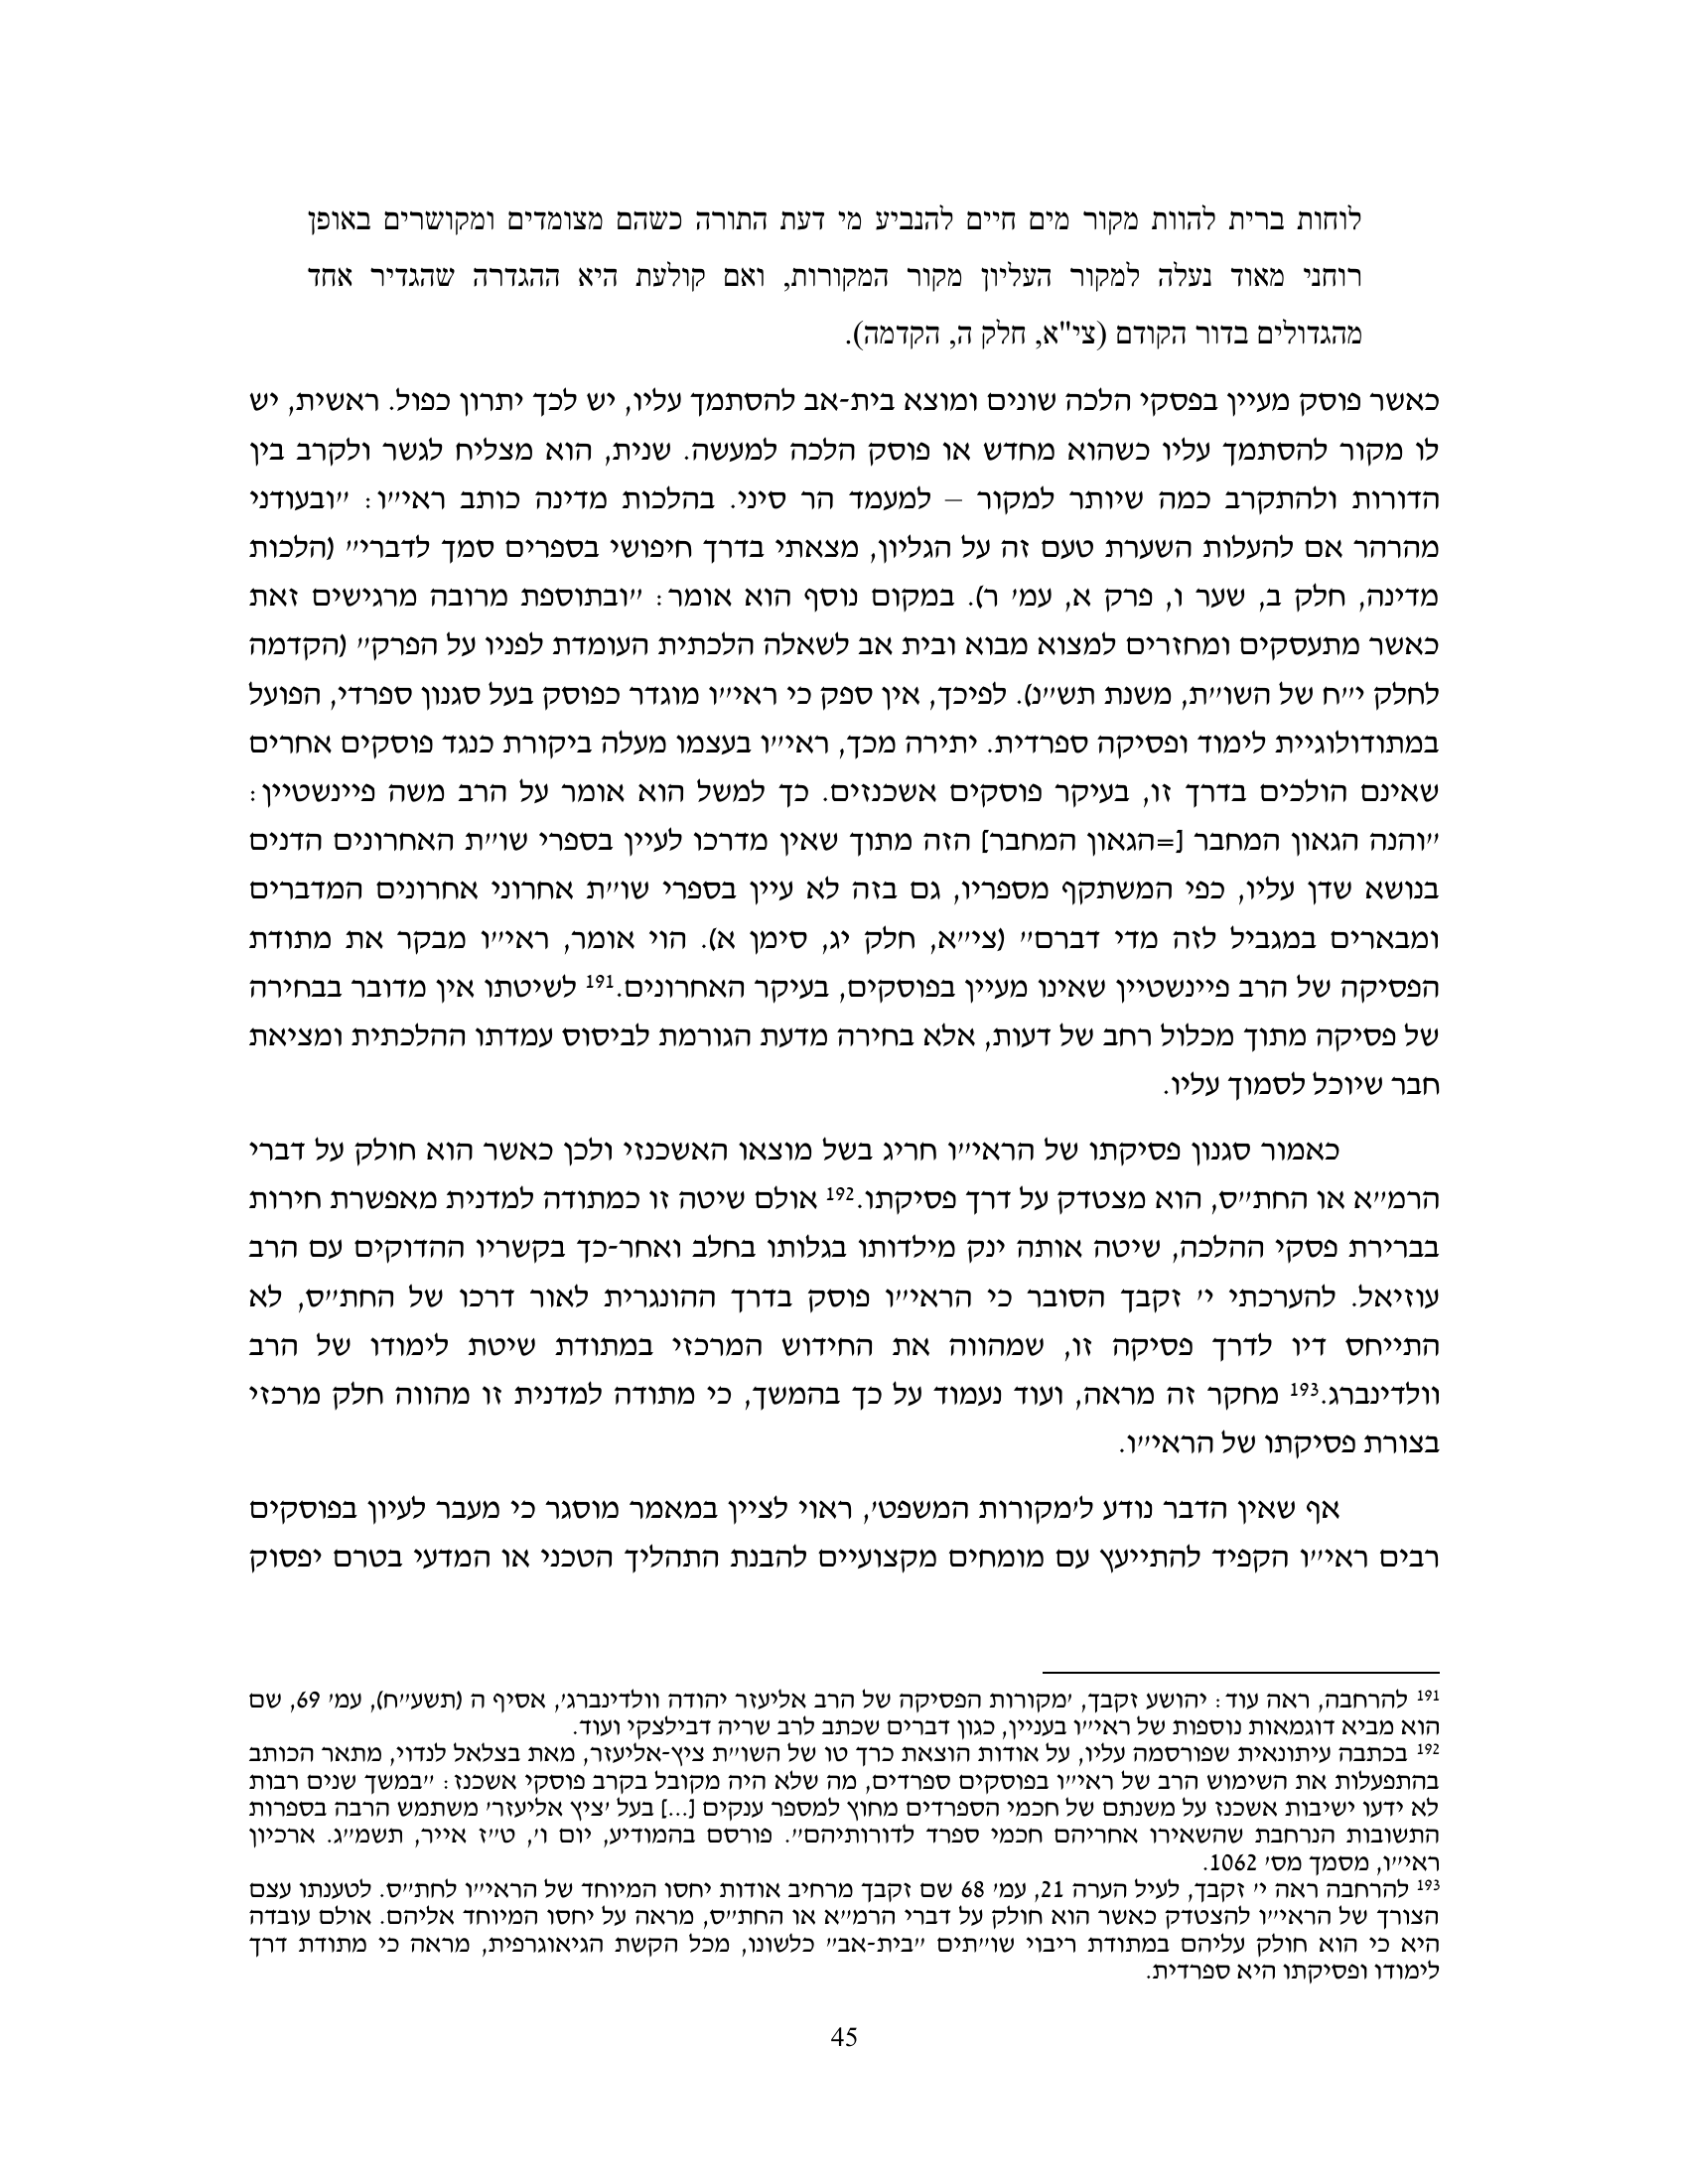 לוחות ברית להוות מקור מים חיים להנביע מי דעת התורה כשהם מצומדים ומקושרים באופן
רוחני מאוד נעלה למקור העליון מקור המקורות, ואם קולעת היא ההגדרה שהגדיר אחד
מהגדולים בדור הקודם (צי"א, חלק ה, הקדמה).
כאשר פוסק מעיין בפסקי הלכה שונים ומוצא בית-אב להסתמך עליו, יש לכך יתרון כפול. ראשית, יש
לו מקור להסתמך עליו כשהוא מחדש או פוסק הלכה למעשה. שנית, הוא מצליח לגשר ולקרב בין
הדורות ולהתקרב כמה שיותר למקור – למעמד הר סיני. בהלכות מדינה כותב ראי״ו: ״ובעודני
מהרהר אם להעלות השערת טעם זה על הגליון, מצאתי בדרך חיפושי בספרים סמך לדברי״ (הלכות
מדינה, חלק ב, שער ו, פרק א, עמ׳ ר). במקום נוסף הוא אומר: ״ובתוספת מרובה מרגישים זאת
כאשר מתעסקים ומחזרים למצוא מבוא ובית אב לשאלה הלכתית העומדת לפניו על הפרק״ (הקדמה
לחלק י״ח של השו״ת, משנת תש״נ). לפיכך, אין ספק כי ראי״ו מוגדר כפוסק בעל סגנון ספרדי, הפועל
במתודולוגיית לימוד ופסיקה ספרדית. יתירה מכך, ראי״ו בעצמו מעלה ביקורת כנגד פוסקים אחרים
שאינם הולכים בדרך זו, בעיקר פוסקים אשכנזים. כך למשל הוא אומר על הרב משה פיינשטיין:
״והנה הגאון המחבר [=הגאון המחבר] הזה מתוך שאין מדרכו לעיין בספרי שו״ת האחרונים הדנים
בנושא שדן עליו, כפי המשתקף מספריו, גם בזה לא עיין בספרי שו״ת אחרוני אחרונים המדברים
ומבארים במגביל לזה מדי דברם״ (צי״א, חלק יג, סימן א). הוי אומר, ראי״ו מבקר את מתודת
הפסיקה של הרב פיינשטיין שאינו מעיין בפוסקים, בעיקר האחרונים.191 לשיטתו אין מדובר בבחירה
של פסיקה מתוך מכלול רחב של דעות, אלא בחירה מדעת הגורמת לביסוס עמדתו ההלכתית ומציאת
חבר שיוכל לסמוך עליו.
כאמור סגנון פסיקתו של הראי״ו חריג בשל מוצאו האשכנזי ולכן כאשר הוא חולק על דברי
הרמ״א או החת״ס, הוא מצטדק על דרך פסיקתו.192 אולם שיטה זו כמתודה למדנית מאפשרת חירות
בברירת פסקי ההלכה, שיטה אותה ינק מילדותו בגלותו בחלב ואחר-כך בקשריו ההדוקים עם הרב
עוזיאל. להערכתי י׳ זקבך הסובר כי הראי״ו פוסק בדרך ההונגרית לאור דרכו של החת״ס, לא
התייחס דיו לדרך פסיקה זו, שמהווה את החידוש המרכזי במתודת שיטת לימודו של הרב
וולדינברג.193 מחקר זה מראה, ועוד נעמוד על כך בהמשך, כי מתודה למדנית זו מהווה חלק מרכזי
בצורת פסיקתו של הראי״ו.
אף שאין הדבר נודע ל׳מקורות המשפט׳, ראוי לציין במאמר מוסגר כי מעבר לעיון בפוסקים
רבים ראי״ו הקפיד להתייעץ עם מומחים מקצועיים להבנת התהליך הטכני או המדעי בטרם יפסוק
191 להרחבה, ראה עוד: יהושע זקבך, ׳מקורות הפסיקה של הרב אליעזר יהודה וולדינברג׳, אסיף ה (תשע״ח), עמ׳ 69, שם
הוא מביא דוגמאות נוספות של ראי״ו בעניין, כגון דברים שכתב לרב שריה דבילצקי ועוד.
192 בכתבה עיתונאית שפורסמה עליו, על אודות הוצאת כרך טו של השו״ת ציץ-אליעזר, מאת בצלאל לנדוי, מתאר הכותב
בהתפעלות את השימוש הרב של ראי״ו בפוסקים ספרדים, מה שלא היה מקובל בקרב פוסקי אשכנז: ״במשך שנים רבות
לא ידעו ישיבות אשכנז על משנתם של חכמי הספרדים מחוץ למספר ענקים [...] בעל ׳ציץ אליעזר׳ משתמש הרבה בספרות
התשובות הנרחבת שהשאירו אחריהם חכמי ספרד לדורותיהם״. פורסם בהמודיע, יום ו׳, ט״ז אייר, תשמ״ג. ארכיון
ראי״ו, מסמך מס׳ 1062.
193 להרחבה ראה י׳ זקבך, לעיל הערה 21, עמ׳ 68 שם זקבך מרחיב אודות יחסו המיוחד של הראי״ו לחת״ס. לטענתו עצם
הצורך של הראי״ו להצטדק כאשר הוא חולק על דברי הרמ״א או החת״ס, מראה על יחסו המיוחד אליהם. אולם עובדה
היא כי הוא חולק עליהם במתודת ריבוי שו״תים ״בית-אב״ כלשונו, מכל הקשת הגיאוגרפית, מראה כי מתודת דרך
לימודו ופסיקתו היא ספרדית.
45